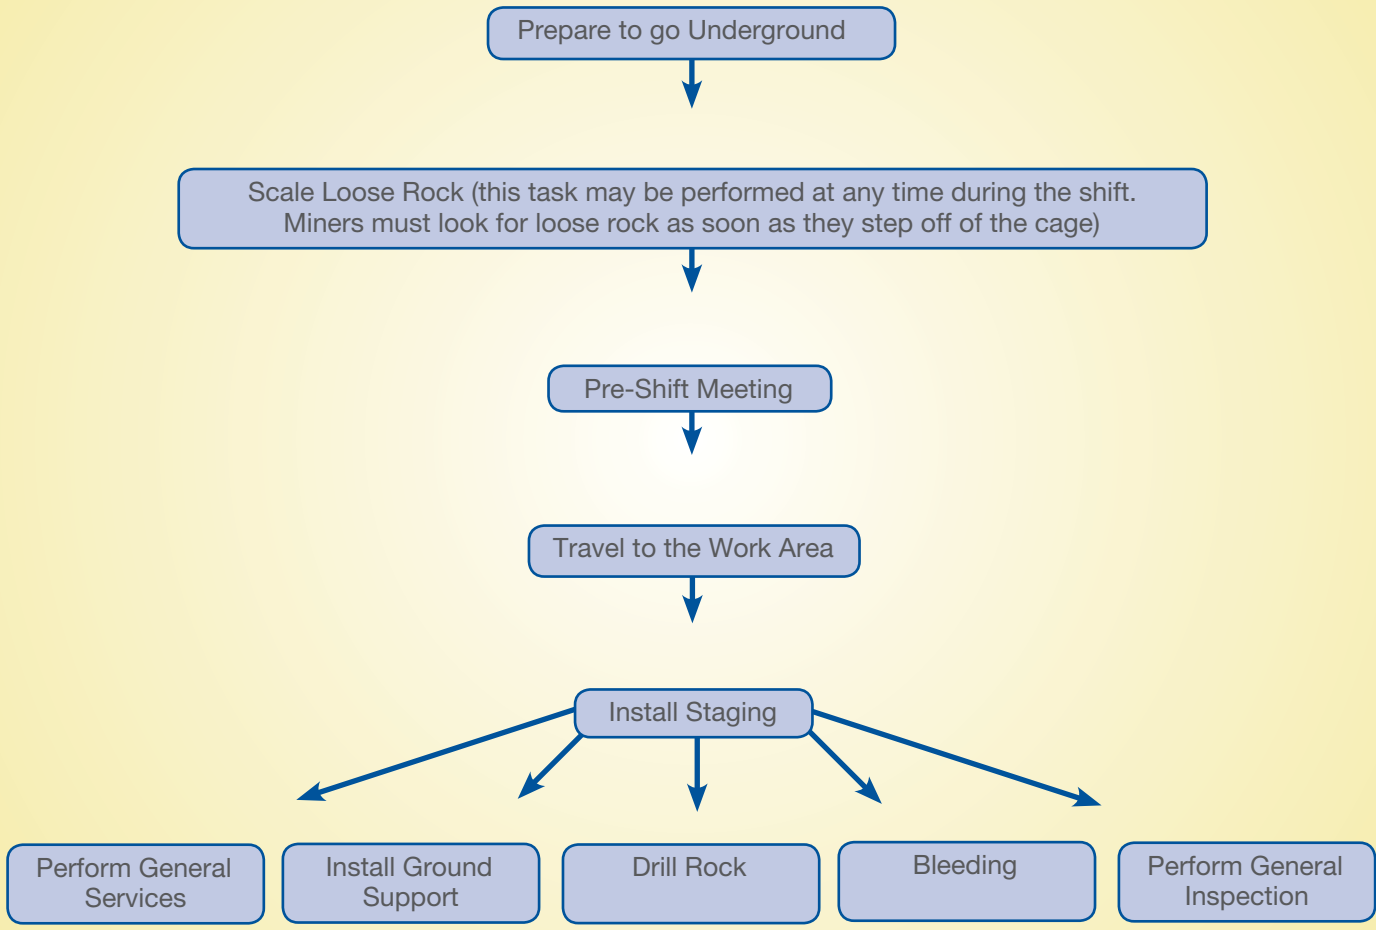 Prepare to go Underground
Scale Loose Rock (this task may be performed at any time during the shift.
Miners must look for loose rock as soon as they step off of the cage)
Pre-Shift Meeting
Travel to the Work Area
Install Staging
Perform General
Services
Install Ground
Support
Drill Rock
Bleeding
Perform General
Inspection